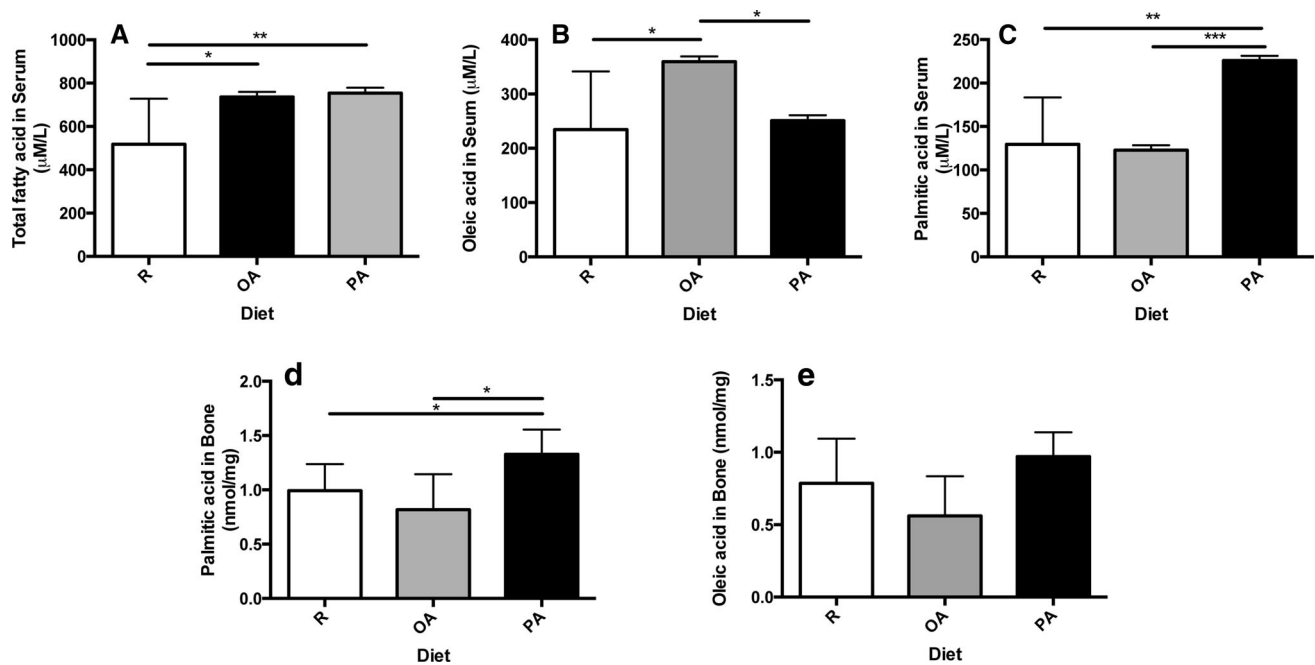 A
1000
800
600
400
200
0
Total fatty acid in Serum
(µM/L)
**
*
R
OA
PA
Diet
B
400
300
200
100
0
Oleic acid in Seum (µM/L)
*
*
R
OA
PA
Diet
C
250
200
150
100
50
0
Palmitic acid in Serum
(µM/L)
**
***
R
OA
PA
Diet
d
2.0
1.5
1.0
0.5
0.0
Palmitic acid in Bone
(nmol/mg)
*
*
R
OA
PA
Diet
e
1.5
1.0
0.5
0.0
Oleic acid in Bone (nmol/mg)
R
OA
PA
Diet